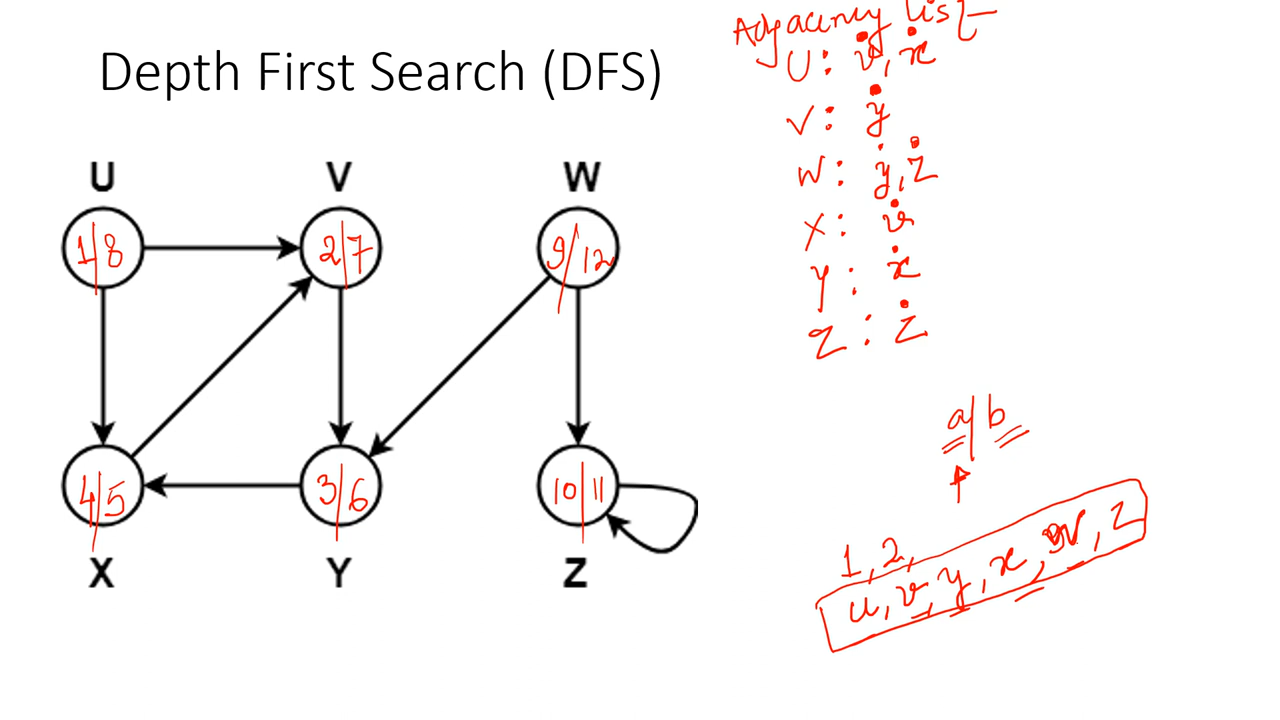 Depth First Search (DFS)
Adjacency list
U: v, x
V: y
W: y, z
X: v
Y: x
Z: z
U V W
1/8 2/7 9/12
4/5 3/6 10/11
X Y Z
a/b
1, 2,
u, v, y, x, W, Z